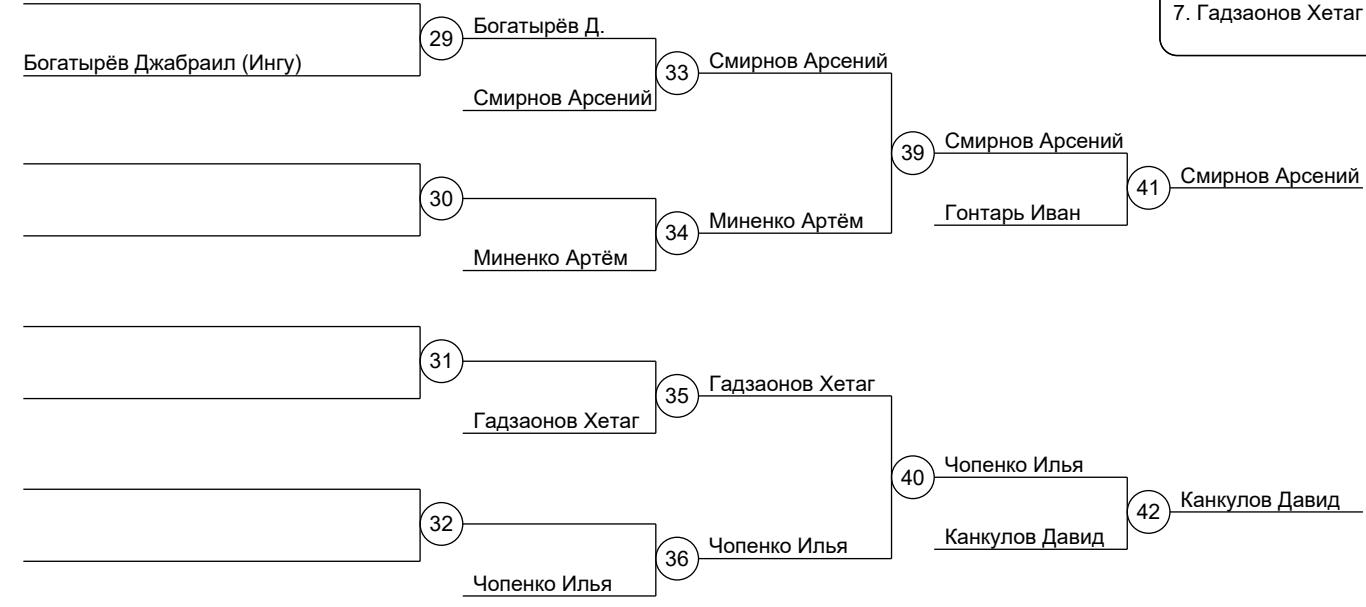 7. Гадзаонов Хетаг
29
Богатырёв Д.
Богатырёв Джабраил (Ингу)
33
Смирнов Арсений
Смирнов Арсений
39
Смирнов Арсений
41
Смирнов Арсений
30
34
Миненко Артём
Гонтарь Иван
Миненко Артём
31
35
Гадзаонов Хетаг
Гадзаонов Хетаг
40
Чопенко Илья
42
Канкулов Давид
32
36
Чопенко Илья
Канкулов Давид
Чопенко Илья